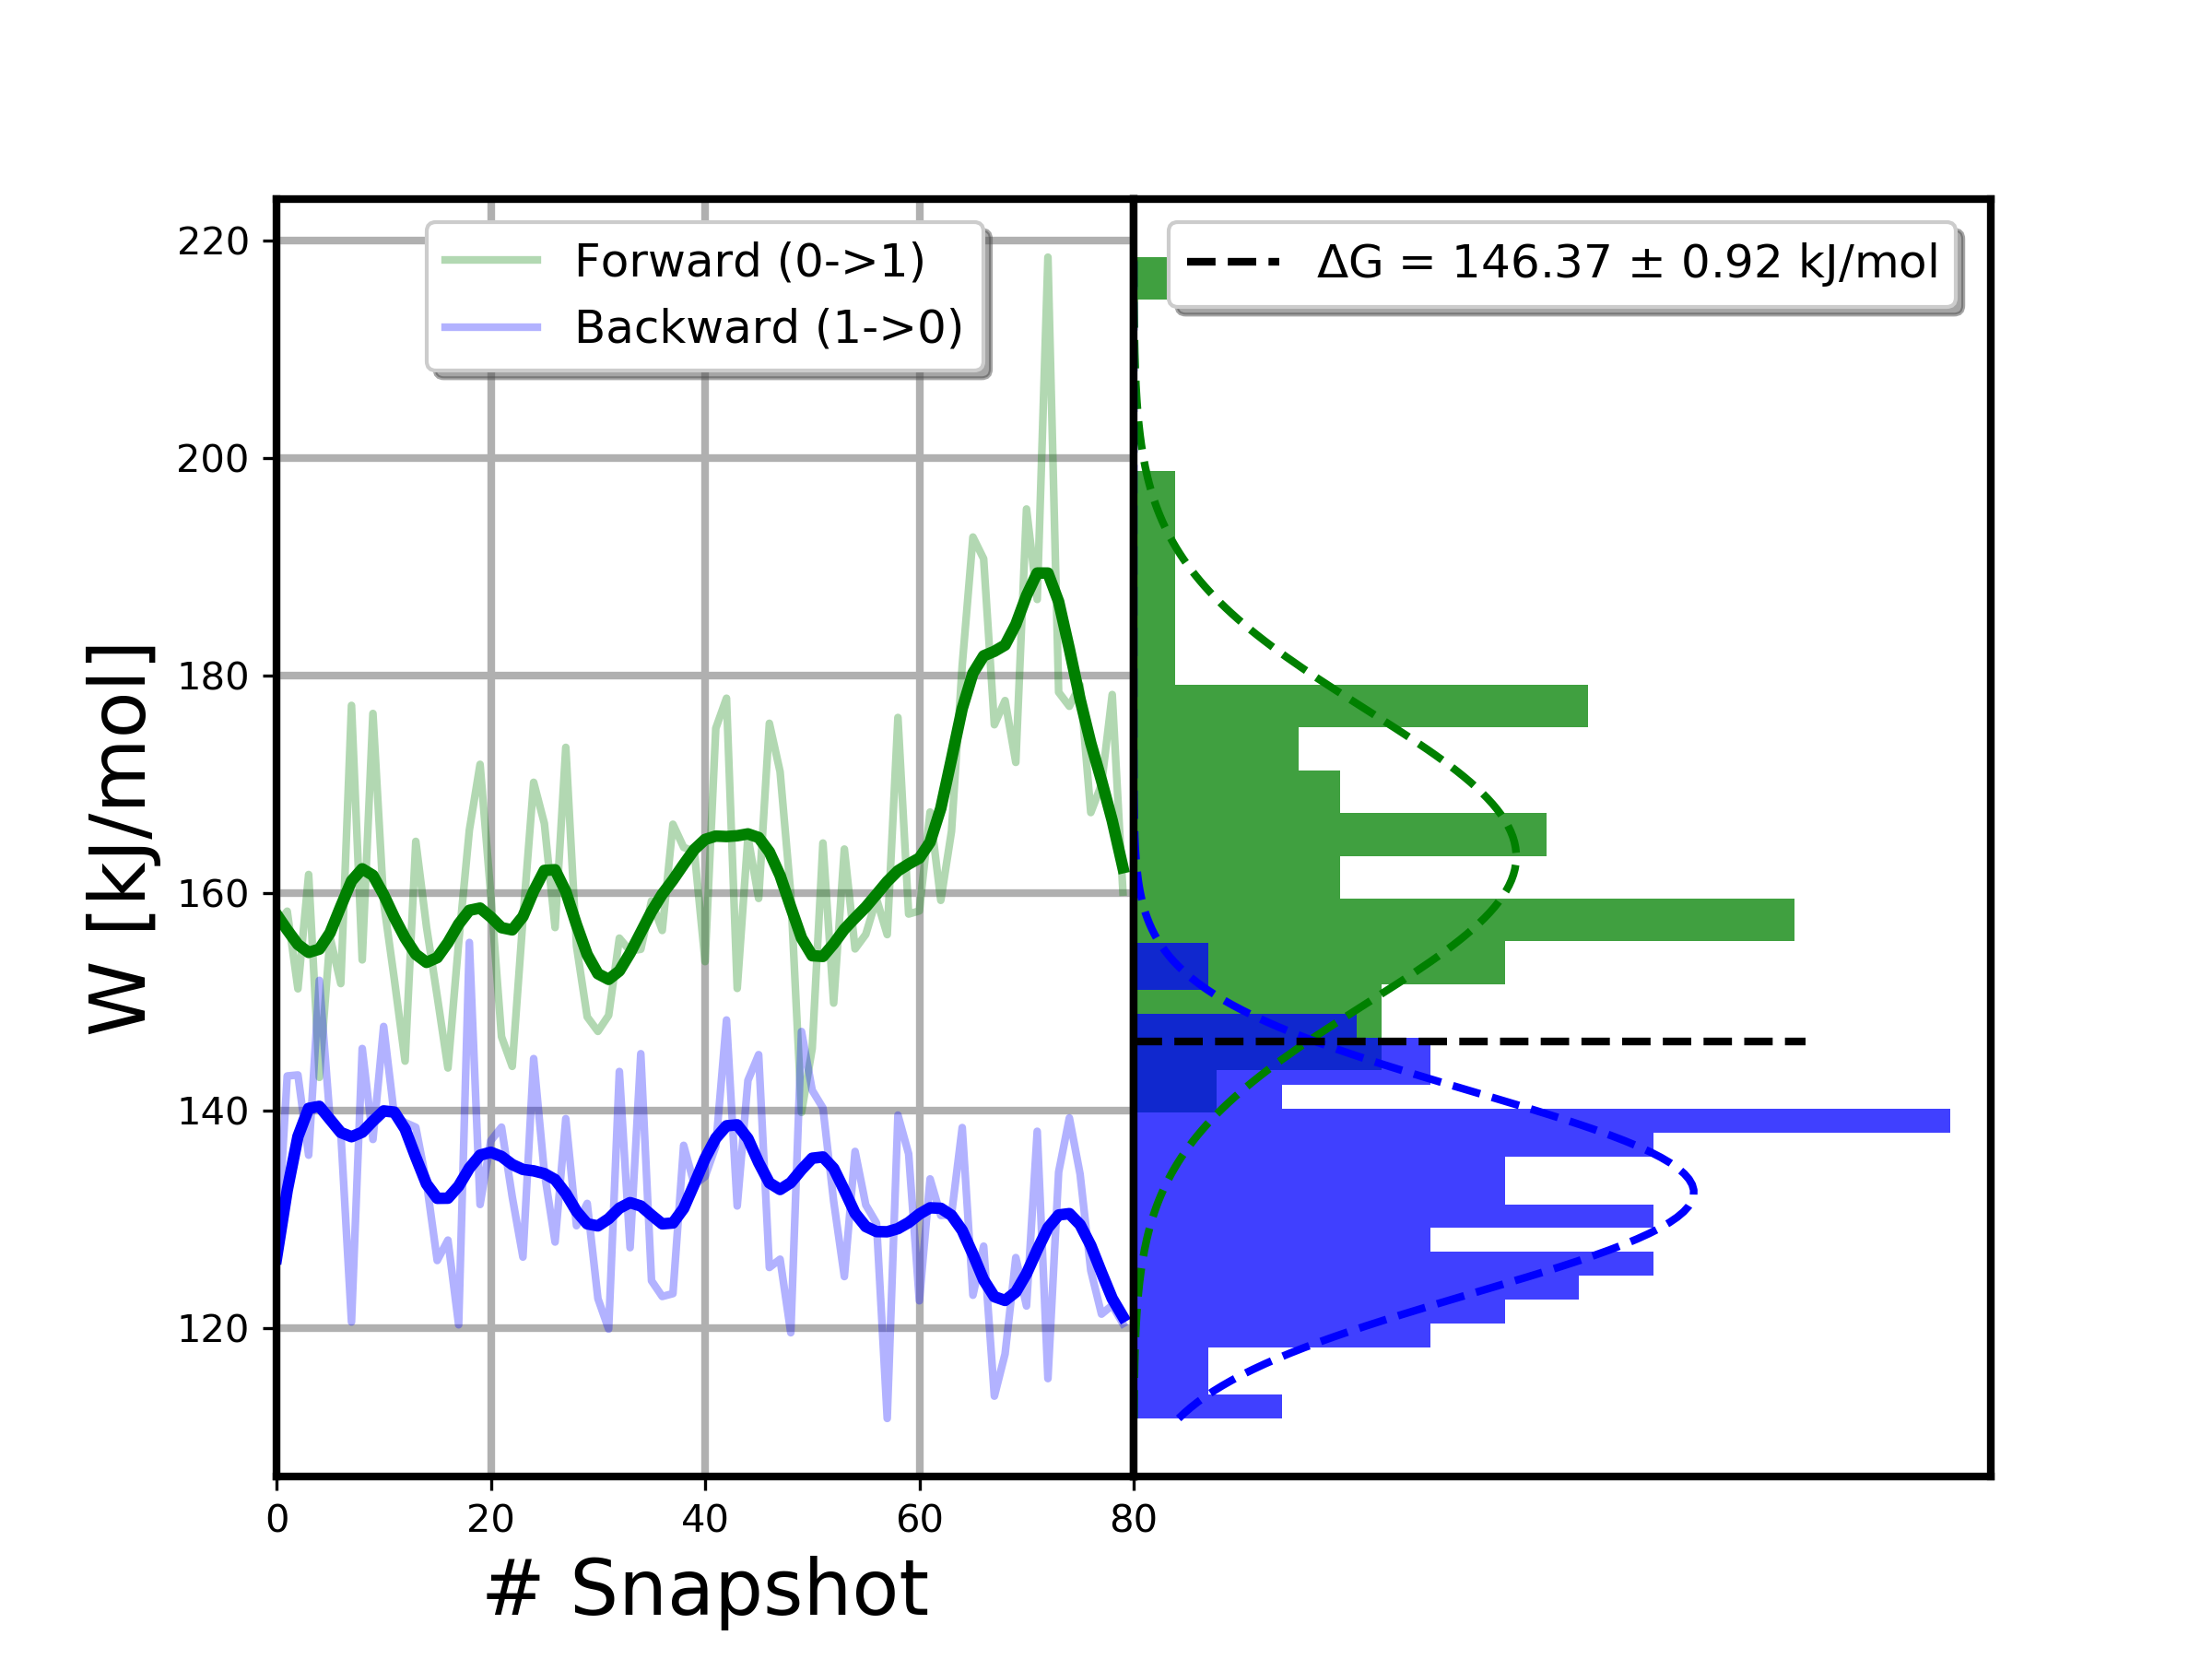 Forward (0->1)
Backward (1->0)
ΔG = 146.37 ± 0.92 kJ/mol
W [kJ/mol]
220
200
180
160
140
120
0 20 40 60 80
# Snapshot